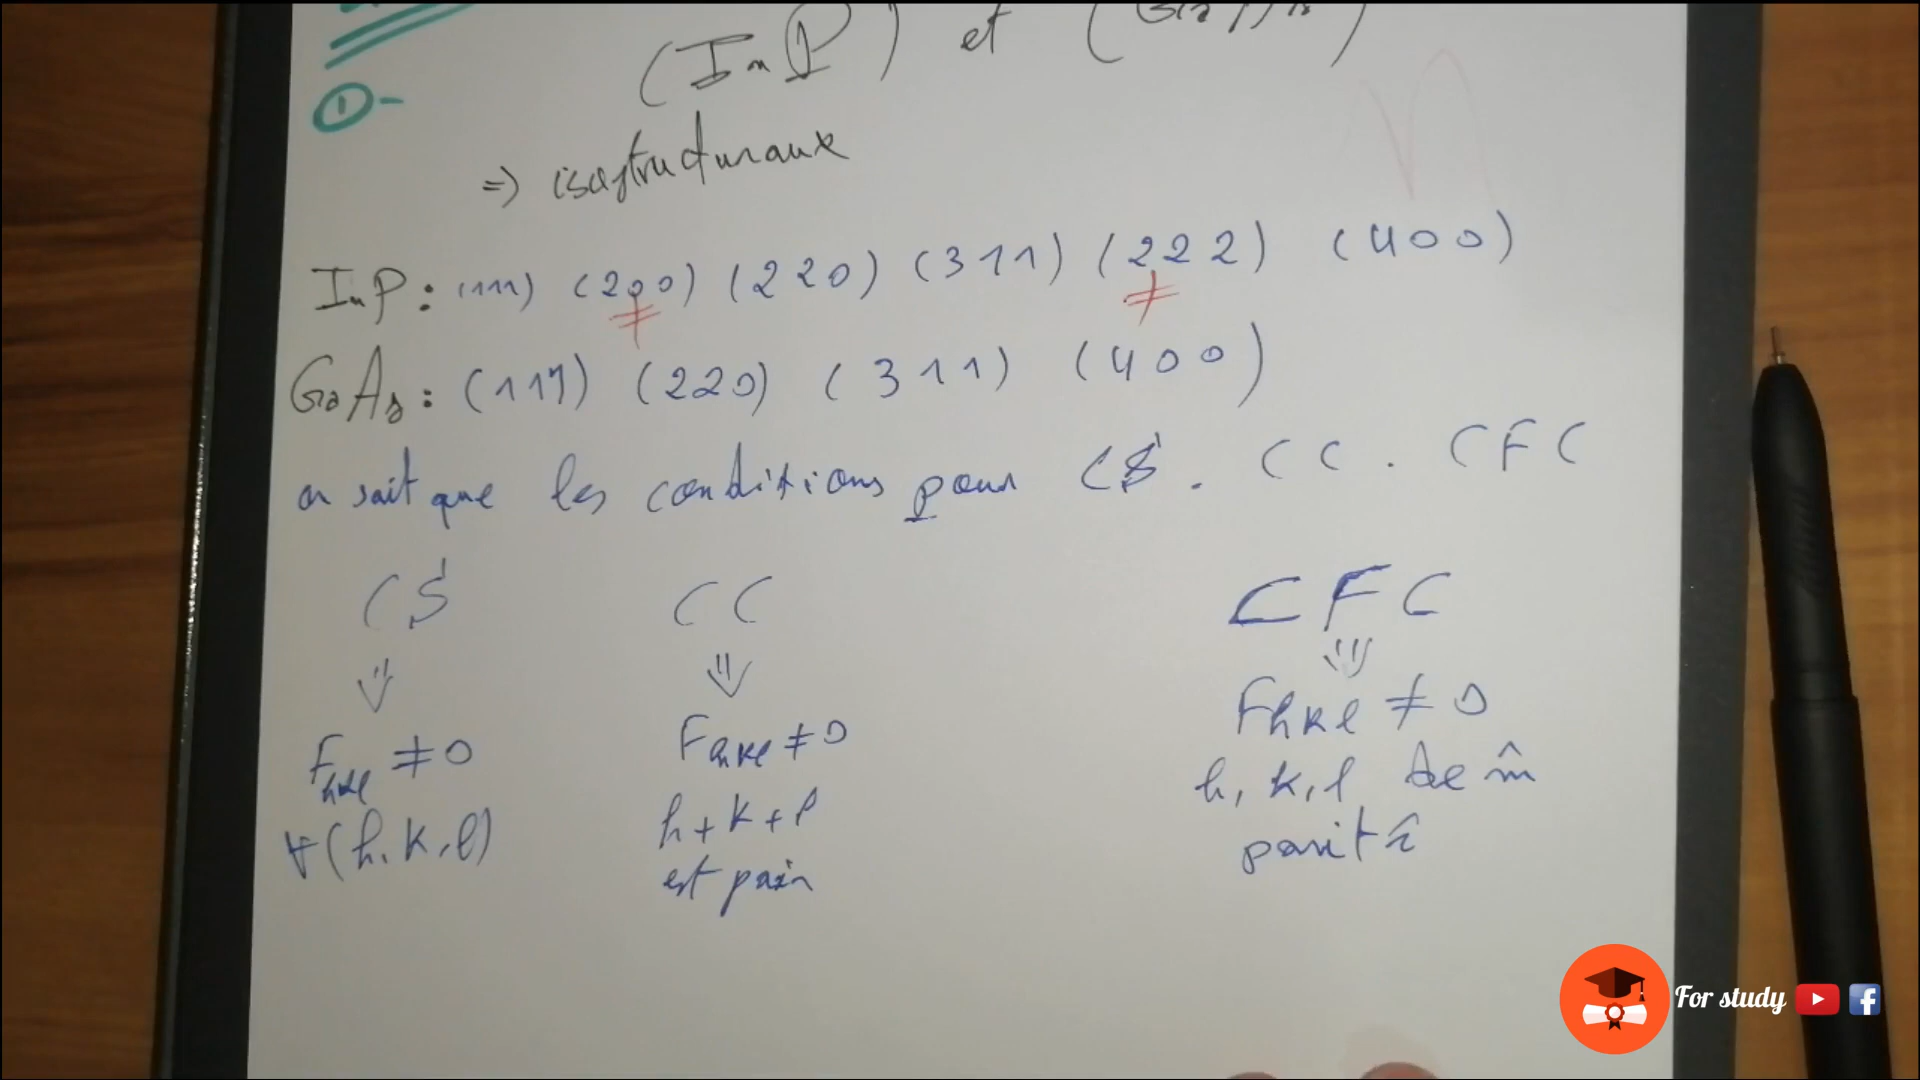 (InP) et (GaAs)
①-
=> isostructuraux
InP: (111) (200) (220) (311) (222) (400)
≠ ≠
GaAs: (111) (220) (311) (400)
on sait que les conditions pour CS. CC. CFC
CS CC CFC
⇓ ⇓ ⇓
Fhkl ≠ 0 Fhkl ≠ 0 Fhkl ≠ 0
∀(h,k,l) h+k+l h, k, l de m̂
est pair parité
For study